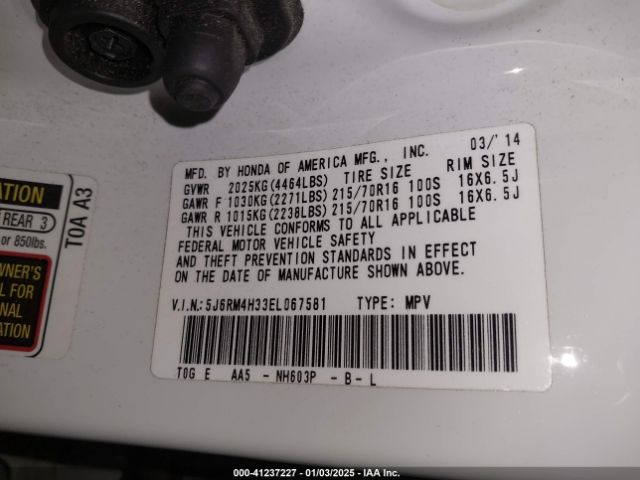 03/'14
MFD. BY HONDA OF AMERICA MFG., INC.
TIRE SIZE RIM SIZE
GVWR 2025KG(4464LBS)
GAWR F 1030KG(2271LBS) 215/70R16 100S 16X6.5J
GAWR R 1015KG(2238LBS) 215/70R16 100S 16X6.5J
THIS VEHICLE CONFORMS TO ALL APPLICABLE
FEDERAL MOTOR VEHICLE SAFETY
AND THEFT PREVENTION STANDARDS IN EFFECT
ON THE DATE OF MANUFACTURE SHOWN ABOVE.
V.I.N.: 5J6RM4H33EL067581 TYPE: MPV
T0G E AA5 - NH603P - B - L
ATION
REAR 3
or 850lbs.
T0A A3
WNER'S
L FOR
ONAL
ATION
000-41237227 - 01/03/2025 - IAA Inc.